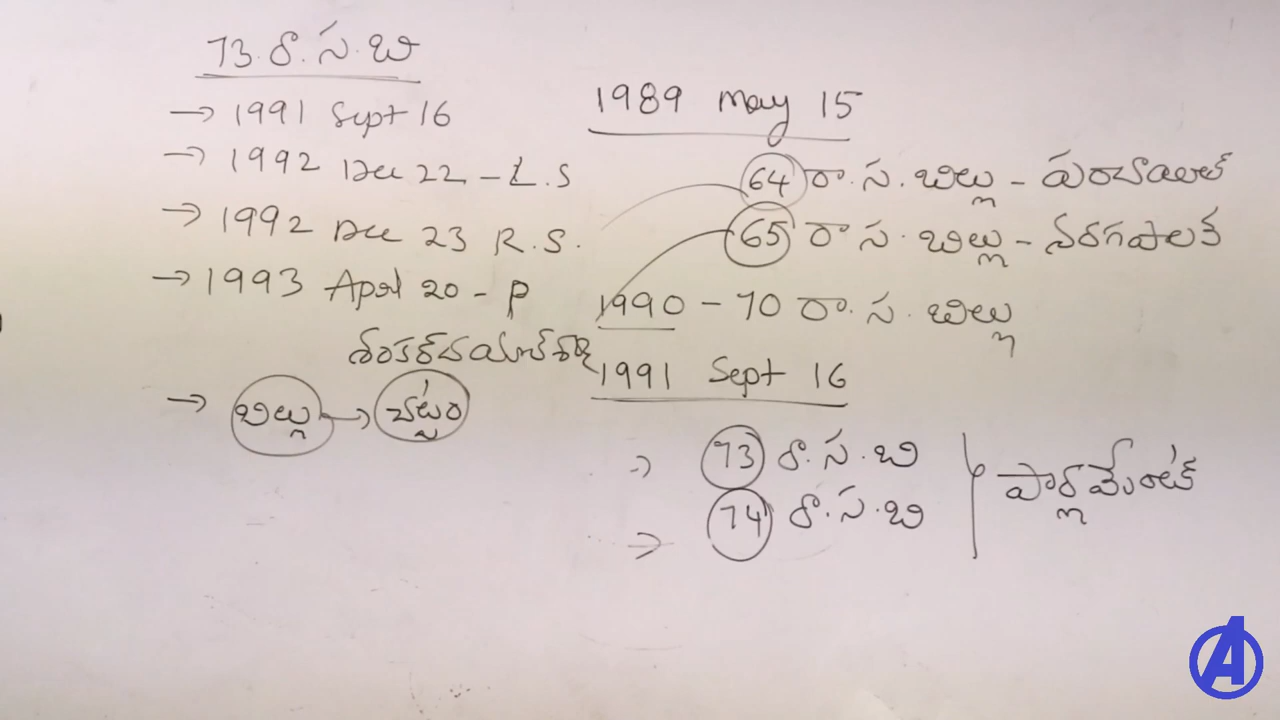 73. రా. స. బి
→ 1991 Sept 16
→ 1992 Dec 22 - L.S
→ 1992 Dec 23 R.S.
→ 1993 April 20 - P
శంకర్ దయాళ్ శర్మ
→ బిల్లు → చట్టం
1989 May 15
64 రా. స. బిల్లు - పంచాయిత్
65 రా స. బిల్లు - నగరపాలక
1990 - 70 రా. స. బిల్లు
1991 Sept 16
→ 73 రా. స. బి
→ 74 రా. స. బి
పార్లమెంట్